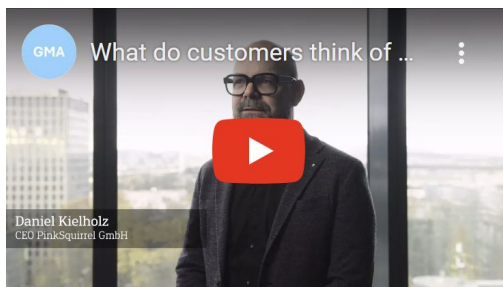 GMA
What do customers think of ...
Daniel Kielholz
CEO PinkSquirrel GmbH